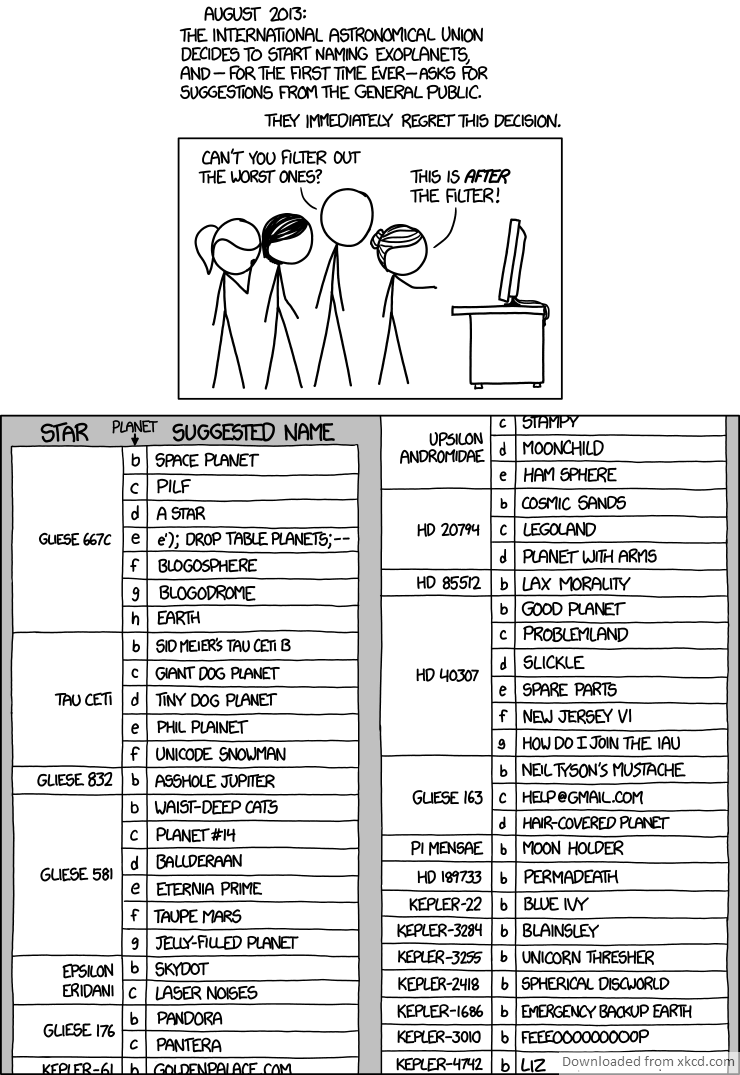 AUGUST 2013:
THE INTERNATIONAL ASTRONOMICAL UNION
DECIDES TO START NAMING EXOPLANETS,
AND—FOR THE FIRST TIME EVER—ASKS FOR
SUGGESTIONS FROM THE GENERAL PUBLIC.
THEY IMMEDIATELY REGRET THIS DECISION.
CAN'T YOU FILTER OUT
THE WORST ONES?
THIS IS AFTER
THE FILTER!
STAR PLANET SUGGESTED NAME
GLIESE 667C
b SPACE PLANET
c PILF
d A STAR
e e'); DROP TABLE PLANETS;--
f BLOGOSPHERE
g BLOGODROME
h EARTH
TAU CETI
b SID MEIER'S TAU CETI B
c GIANT DOG PLANET
d TINY DOG PLANET
e PHIL PLAINET
f UNICODE SNOWMAN
GLIESE 832 b ASSHOLE JUPITER
GLIESE 581
b WAIST-DEEP CATS
c PLANET #14
d BALLDERAAN
e ETERNIA PRIME
f TAUPE MARS
g JELLY-FILLED PLANET
EPSILON
ERIDANI
b SKYDOT
c LASER NOISES
GLIESE 176
b PANDORA
c PANTERA
KEPLER-61 b GOLDENPALACE.COM
UPSILON
ANDROMIDAE
c STAMPY
d MOONCHILD
e HAM SPHERE
HD 20794
b COSMIC SANDS
c LEGOLAND
d PLANET WITH ARMS
HD 85512 b LAX MORALITY
HD 40307
b GOOD PLANET
c PROBLEMLAND
d SLICKLE
e SPARE PARTS
f NEW JERSEY VI
g HOW DO I JOIN THE IAU
GLIESE 163
b NEIL TYSON'S MUSTACHE
c HELP@GMAIL.COM
d HAIR-COVERED PLANET
PI MENSAE b MOON HOLDER
HD 189733 b PERMADEATH
KEPLER-22 b BLUE IVY
KEPLER-3284 b BLAINSLEY
KEPLER-3255 b UNICORN THRESHER
KEPLER-2418 b SPHERICAL DISCWORLD
KEPLER-1686 b EMERGENCY BACKUP EARTH
KEPLER-3010 b FEEEOOOOOOOOOP
KEPLER-4742 b LIZ
Downloaded from xkcd.com